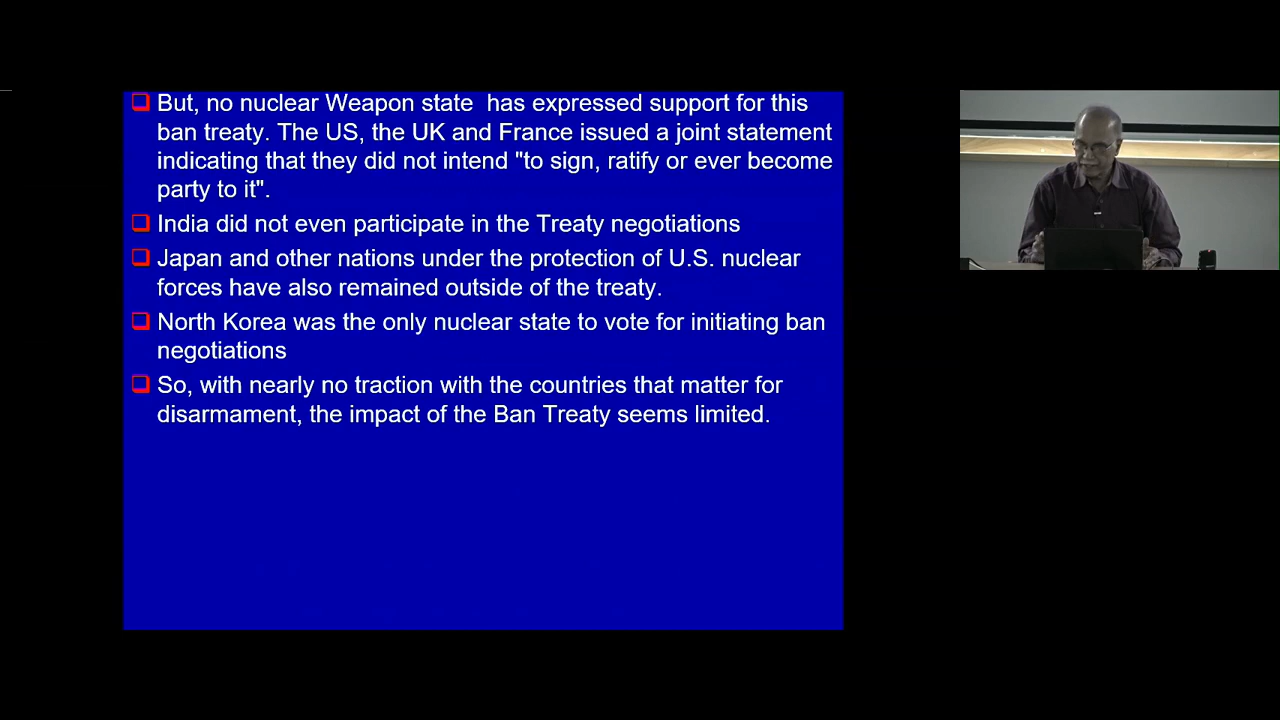 But, no nuclear Weapon state has expressed support for this
ban treaty. The US, the UK and France issued a joint statement
indicating that they did not intend "to sign, ratify or ever become
party to it".
India did not even participate in the Treaty negotiations
Japan and other nations under the protection of U.S. nuclear
forces have also remained outside of the treaty.
North Korea was the only nuclear state to vote for initiating ban
negotiations
So, with nearly no traction with the countries that matter for
disarmament, the impact of the Ban Treaty seems limited.